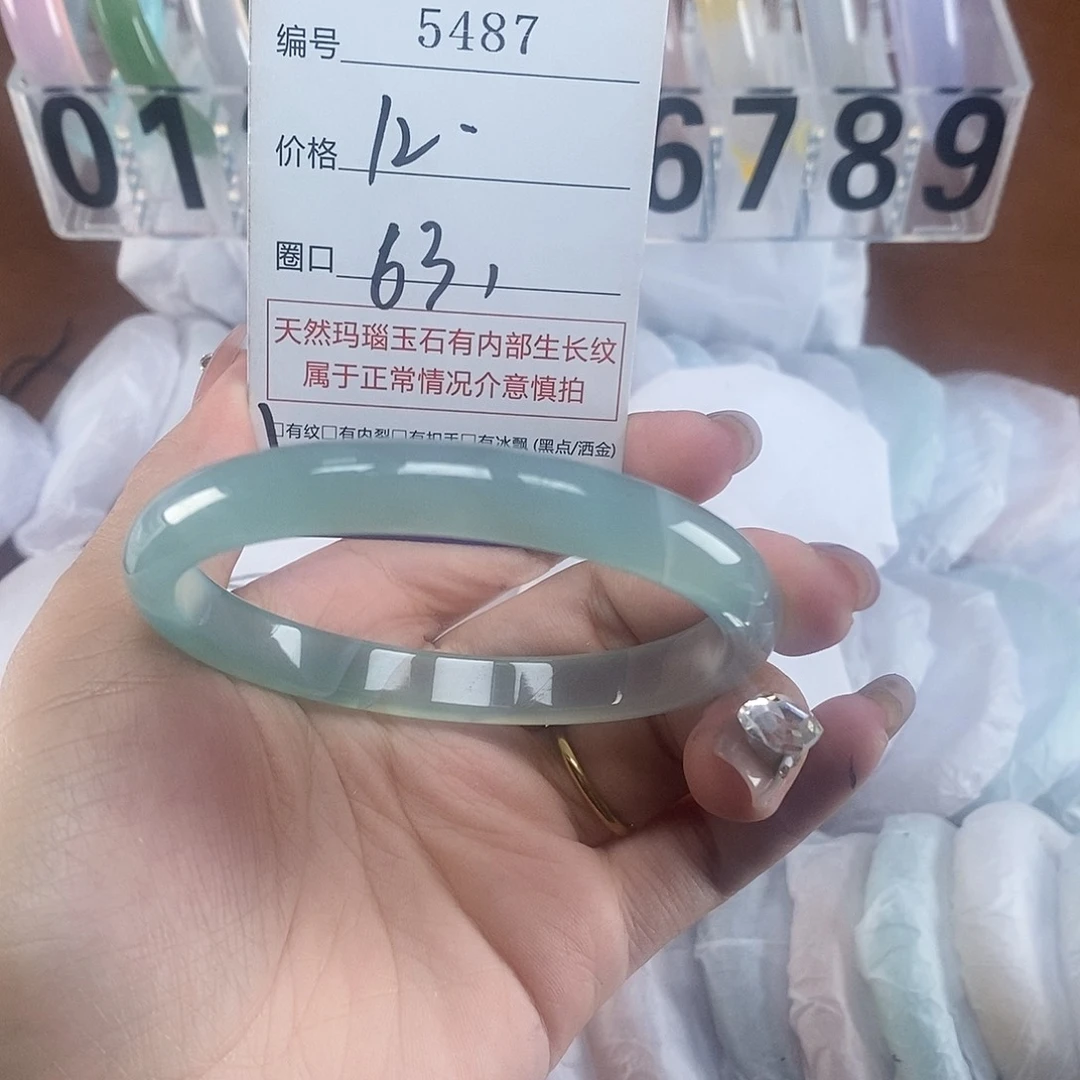 编号 5487
价格 12-
圈口 63,
天然玛瑙玉石有内部生长纹
属于正常情况介意慎拍
□有纹□有内裂□有扣手□有冰飘 (黑点/洒金)
01 6789